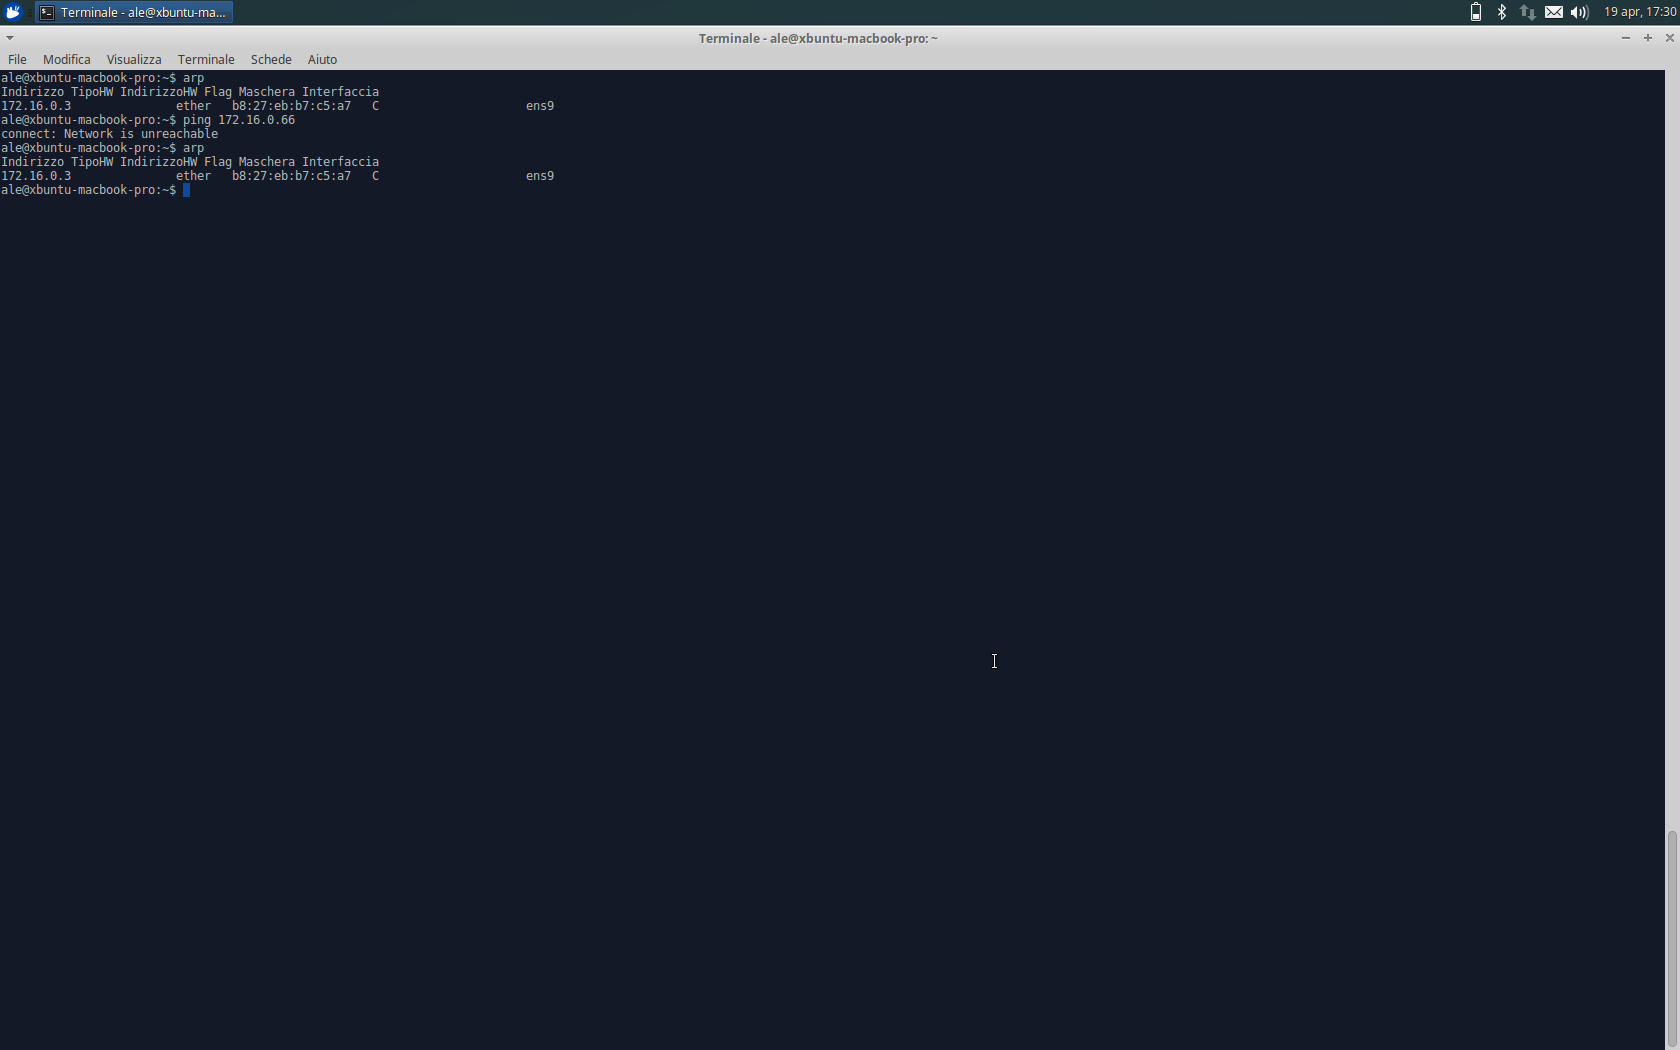 Terminale - ale@xbuntu-ma...
19 apr, 17:30
Terminale - ale@xbuntu-macbook-pro: ~
File Modifica Visualizza Terminale Schede Aiuto
ale@xbuntu-macbook-pro:~$ arp
Indirizzo TipoHW IndirizzoHW Flag Maschera Interfaccia
172.16.0.3 ether b8:27:eb:b7:c5:a7 C ens9
ale@xbuntu-macbook-pro:~$ ping 172.16.0.66
connect: Network is unreachable
ale@xbuntu-macbook-pro:~$ arp
Indirizzo TipoHW IndirizzoHW Flag Maschera Interfaccia
172.16.0.3 ether b8:27:eb:b7:c5:a7 C ens9
ale@xbuntu-macbook-pro:~$